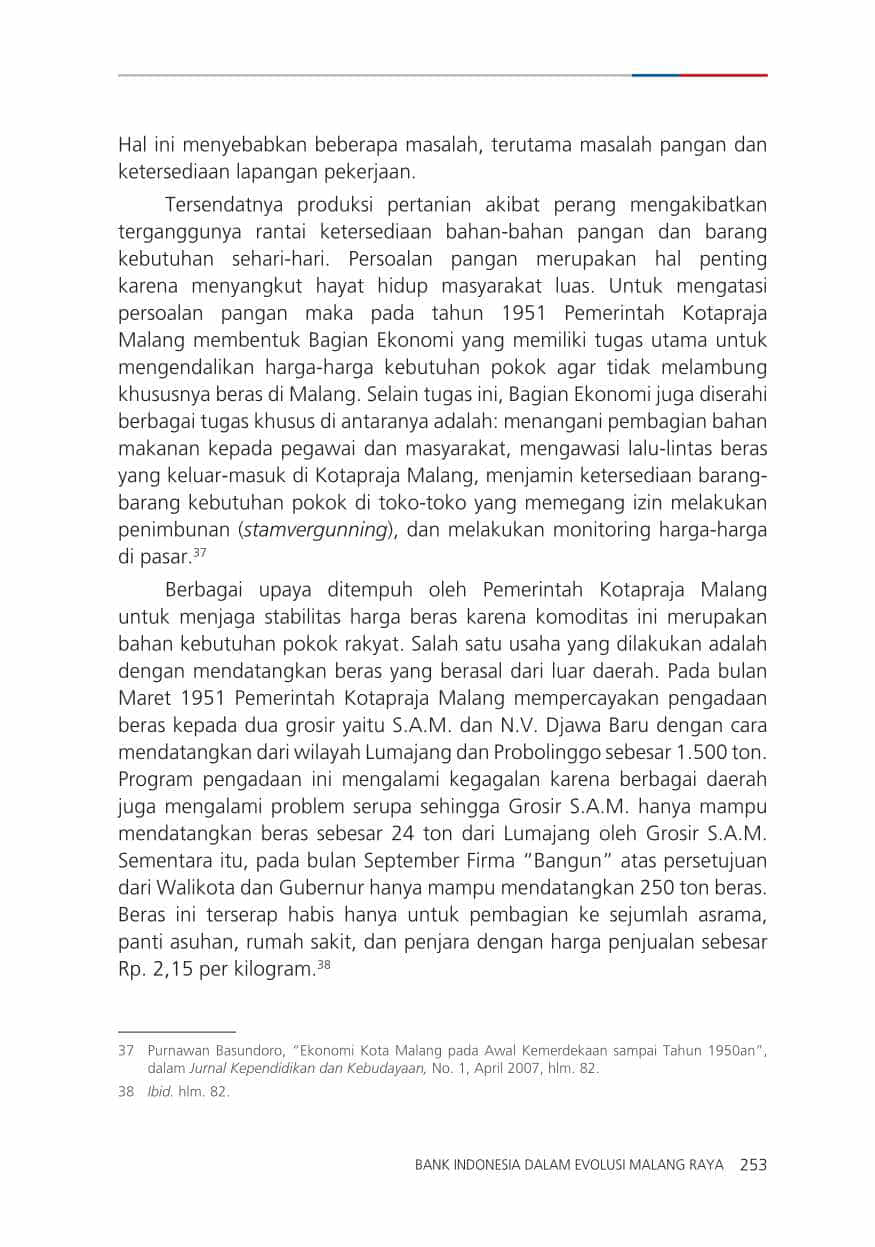 Hal ini menyebabkan beberapa masalah, terutama masalah pangan dan
ketersediaan lapangan pekerjaan.
Tersendatnya produksi pertanian akibat perang mengakibatkan
terganggunya rantai ketersediaan bahan-bahan pangan dan barang
kebutuhan sehari-hari. Persoalan pangan merupakan hal penting
karena menyangkut hayat hidup masyarakat luas. Untuk mengatasi
persoalan pangan maka pada tahun 1951 Pemerintah Kotapraja
Malang membentuk Bagian Ekonomi yang memiliki tugas utama untuk
mengendalikan harga-harga kebutuhan pokok agar tidak melambung
khususnya beras di Malang. Selain tugas ini, Bagian Ekonomi juga diserahi
berbagai tugas khusus di antaranya adalah: menangani pembagian bahan
makanan kepada pegawai dan masyarakat, mengawasi lalu-lintas beras
yang keluar-masuk di Kotapraja Malang, menjamin ketersediaan barang-
barang kebutuhan pokok di toko-toko yang memegang izin melakukan
penimbunan (stamvergunning), dan melakukan monitoring harga-harga
di pasar.37
Berbagai upaya ditempuh oleh Pemerintah Kotapraja Malang
untuk menjaga stabilitas harga beras karena komoditas ini merupakan
bahan kebutuhan pokok rakyat. Salah satu usaha yang dilakukan adalah
dengan mendatangkan beras yang berasal dari luar daerah. Pada bulan
Maret 1951 Pemerintah Kotapraja Malang mempercayakan pengadaan
beras kepada dua grosir yaitu S.A.M. dan N.V. Djawa Baru dengan cara
mendatangkan dari wilayah Lumajang dan Probolinggo sebesar 1.500 ton.
Program pengadaan ini mengalami kegagalan karena berbagai daerah
juga mengalami problem serupa sehingga Grosir S.A.M. hanya mampu
mendatangkan beras sebesar 24 ton dari Lumajang oleh Grosir S.A.M.
Sementara itu, pada bulan September Firma “Bangun” atas persetujuan
dari Walikota dan Gubernur hanya mampu mendatangkan 250 ton beras.
Beras ini terserap habis hanya untuk pembagian ke sejumlah asrama,
panti asuhan, rumah sakit, dan penjara dengan harga penjualan sebesar
Rp. 2,15 per kilogram.38
37 Purnawan Basundoro, “Ekonomi Kota Malang pada Awal Kemerdekaan sampai Tahun 1950an”,
dalam Jurnal Kependidikan dan Kebudayaan, No. 1, April 2007, hlm. 82.
38 Ibid. hlm. 82.
BANK INDONESIA DALAM EVOLUSI MALANG RAYA 253